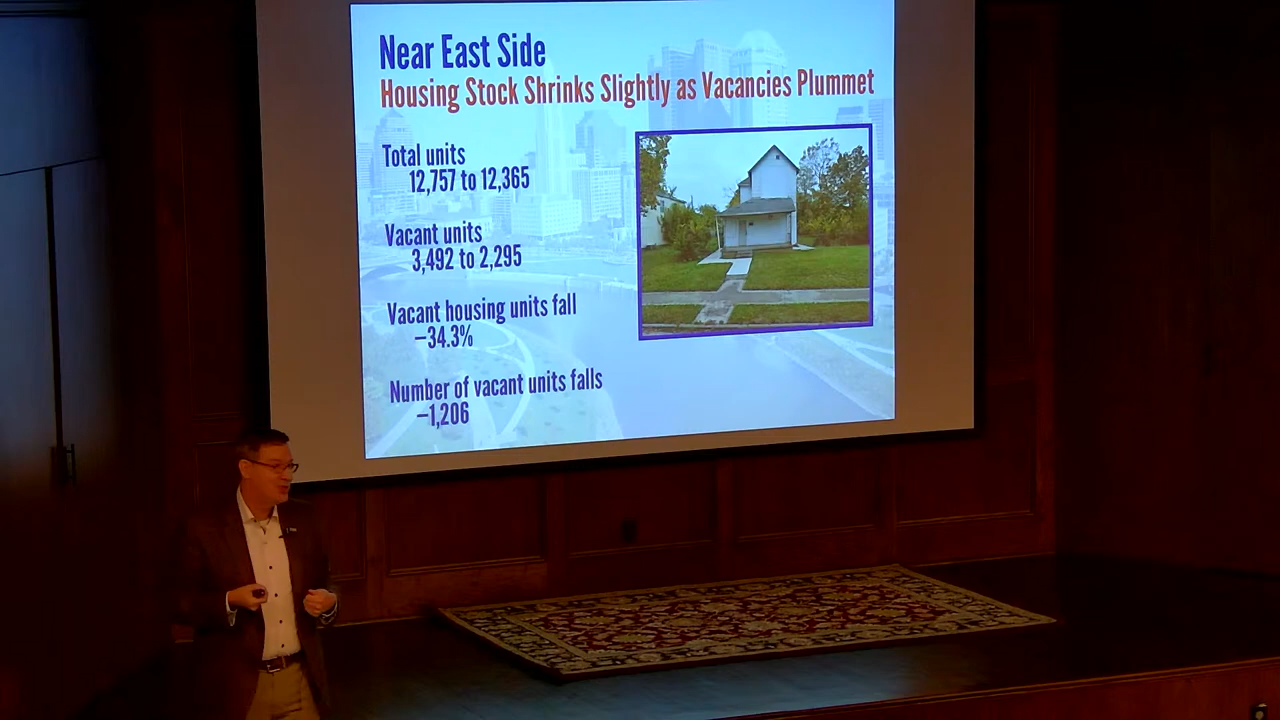 Near East Side
Housing Stock Shrinks Slightly as Vacancies Plummet
Total units
12,757 to 12,365
Vacant units
3,492 to 2,295
Vacant housing units fall
–34.3%
Number of vacant units falls
–1,206